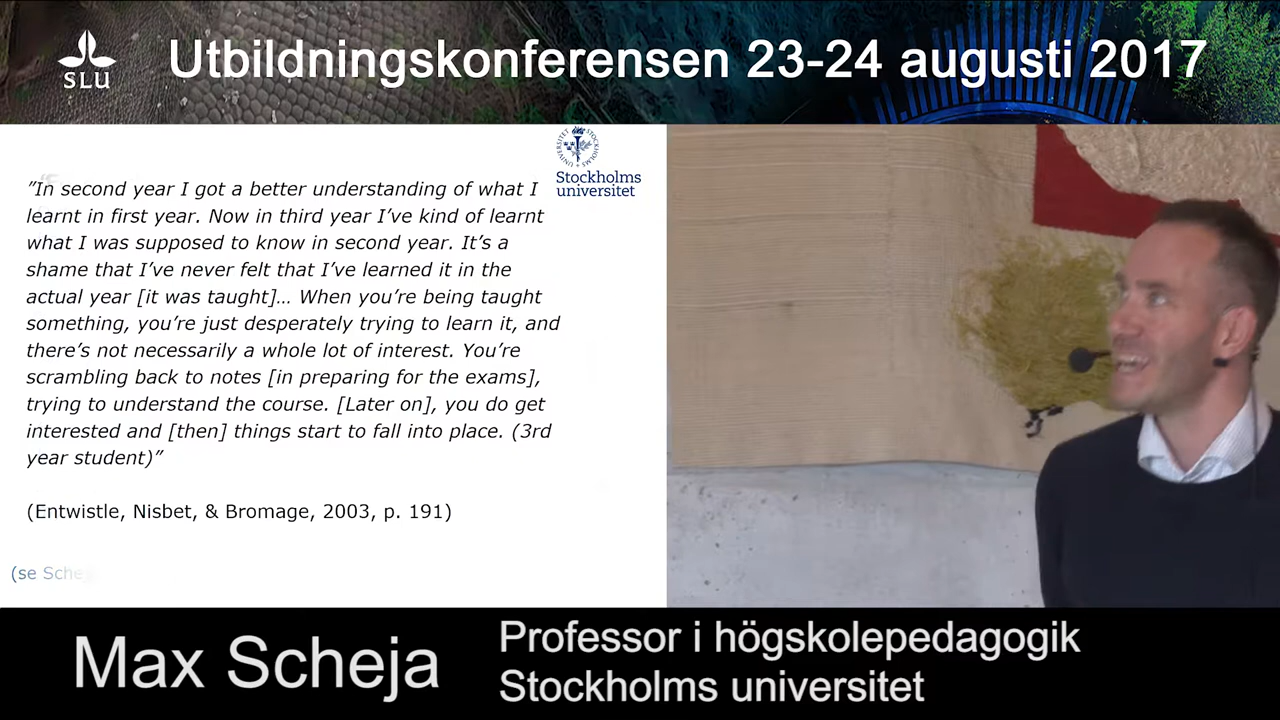 SLU
Utbildningskonferensen 23-24 augusti 2017
Stockholms
universitet
”In second year I got a better understanding of what I
learnt in first year. Now in third year I’ve kind of learnt
what I was supposed to know in second year. It’s a
shame that I’ve never felt that I’ve learned it in the
actual year [it was taught]… When you’re being taught
something, you’re just desperately trying to learn it, and
there’s not necessarily a whole lot of interest. You’re
scrambling back to notes [in preparing for the exams],
trying to understand the course. [Later on], you do get
interested and [then] things start to fall into place. (3rd
year student)”
(Entwistle, Nisbet, & Bromage, 2003, p. 191)
(se Sche
Max Scheja
Professor i högskolepedagogik
Stockholms universitet